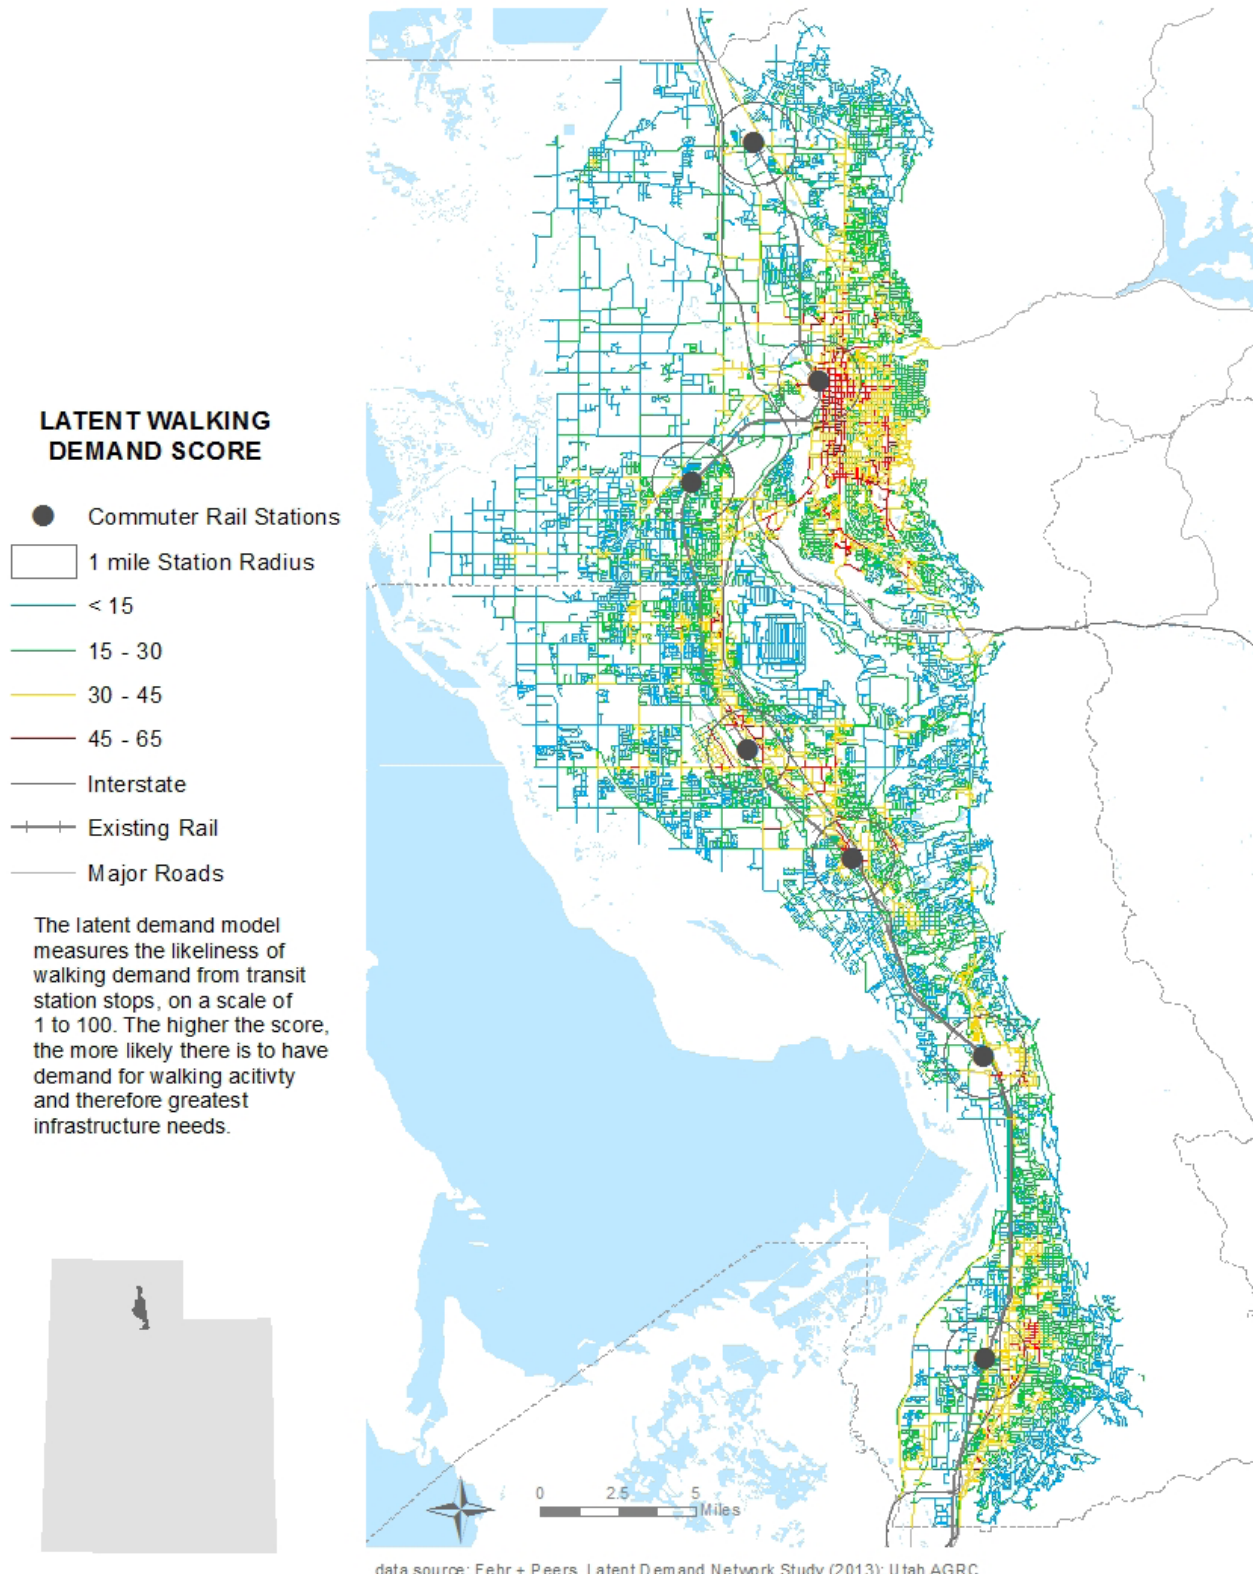 LATENT WALKING
DEMAND SCORE
Commuter Rail Stations
1 mile Station Radius
< 15
15 - 30
30 - 45
45 - 65
Interstate
Existing Rail
Major Roads
The latent demand model
measures the likeliness of
walking demand from transit
station stops, on a scale of
1 to 100. The higher the score,
the more likely there is to have
demand for walking acitivty
and therefore greatest
infrastructure needs.
0 2.5 5
Miles
data source: Fehr + Peers, Latent Demand Network Study (2013); Utah AGRC